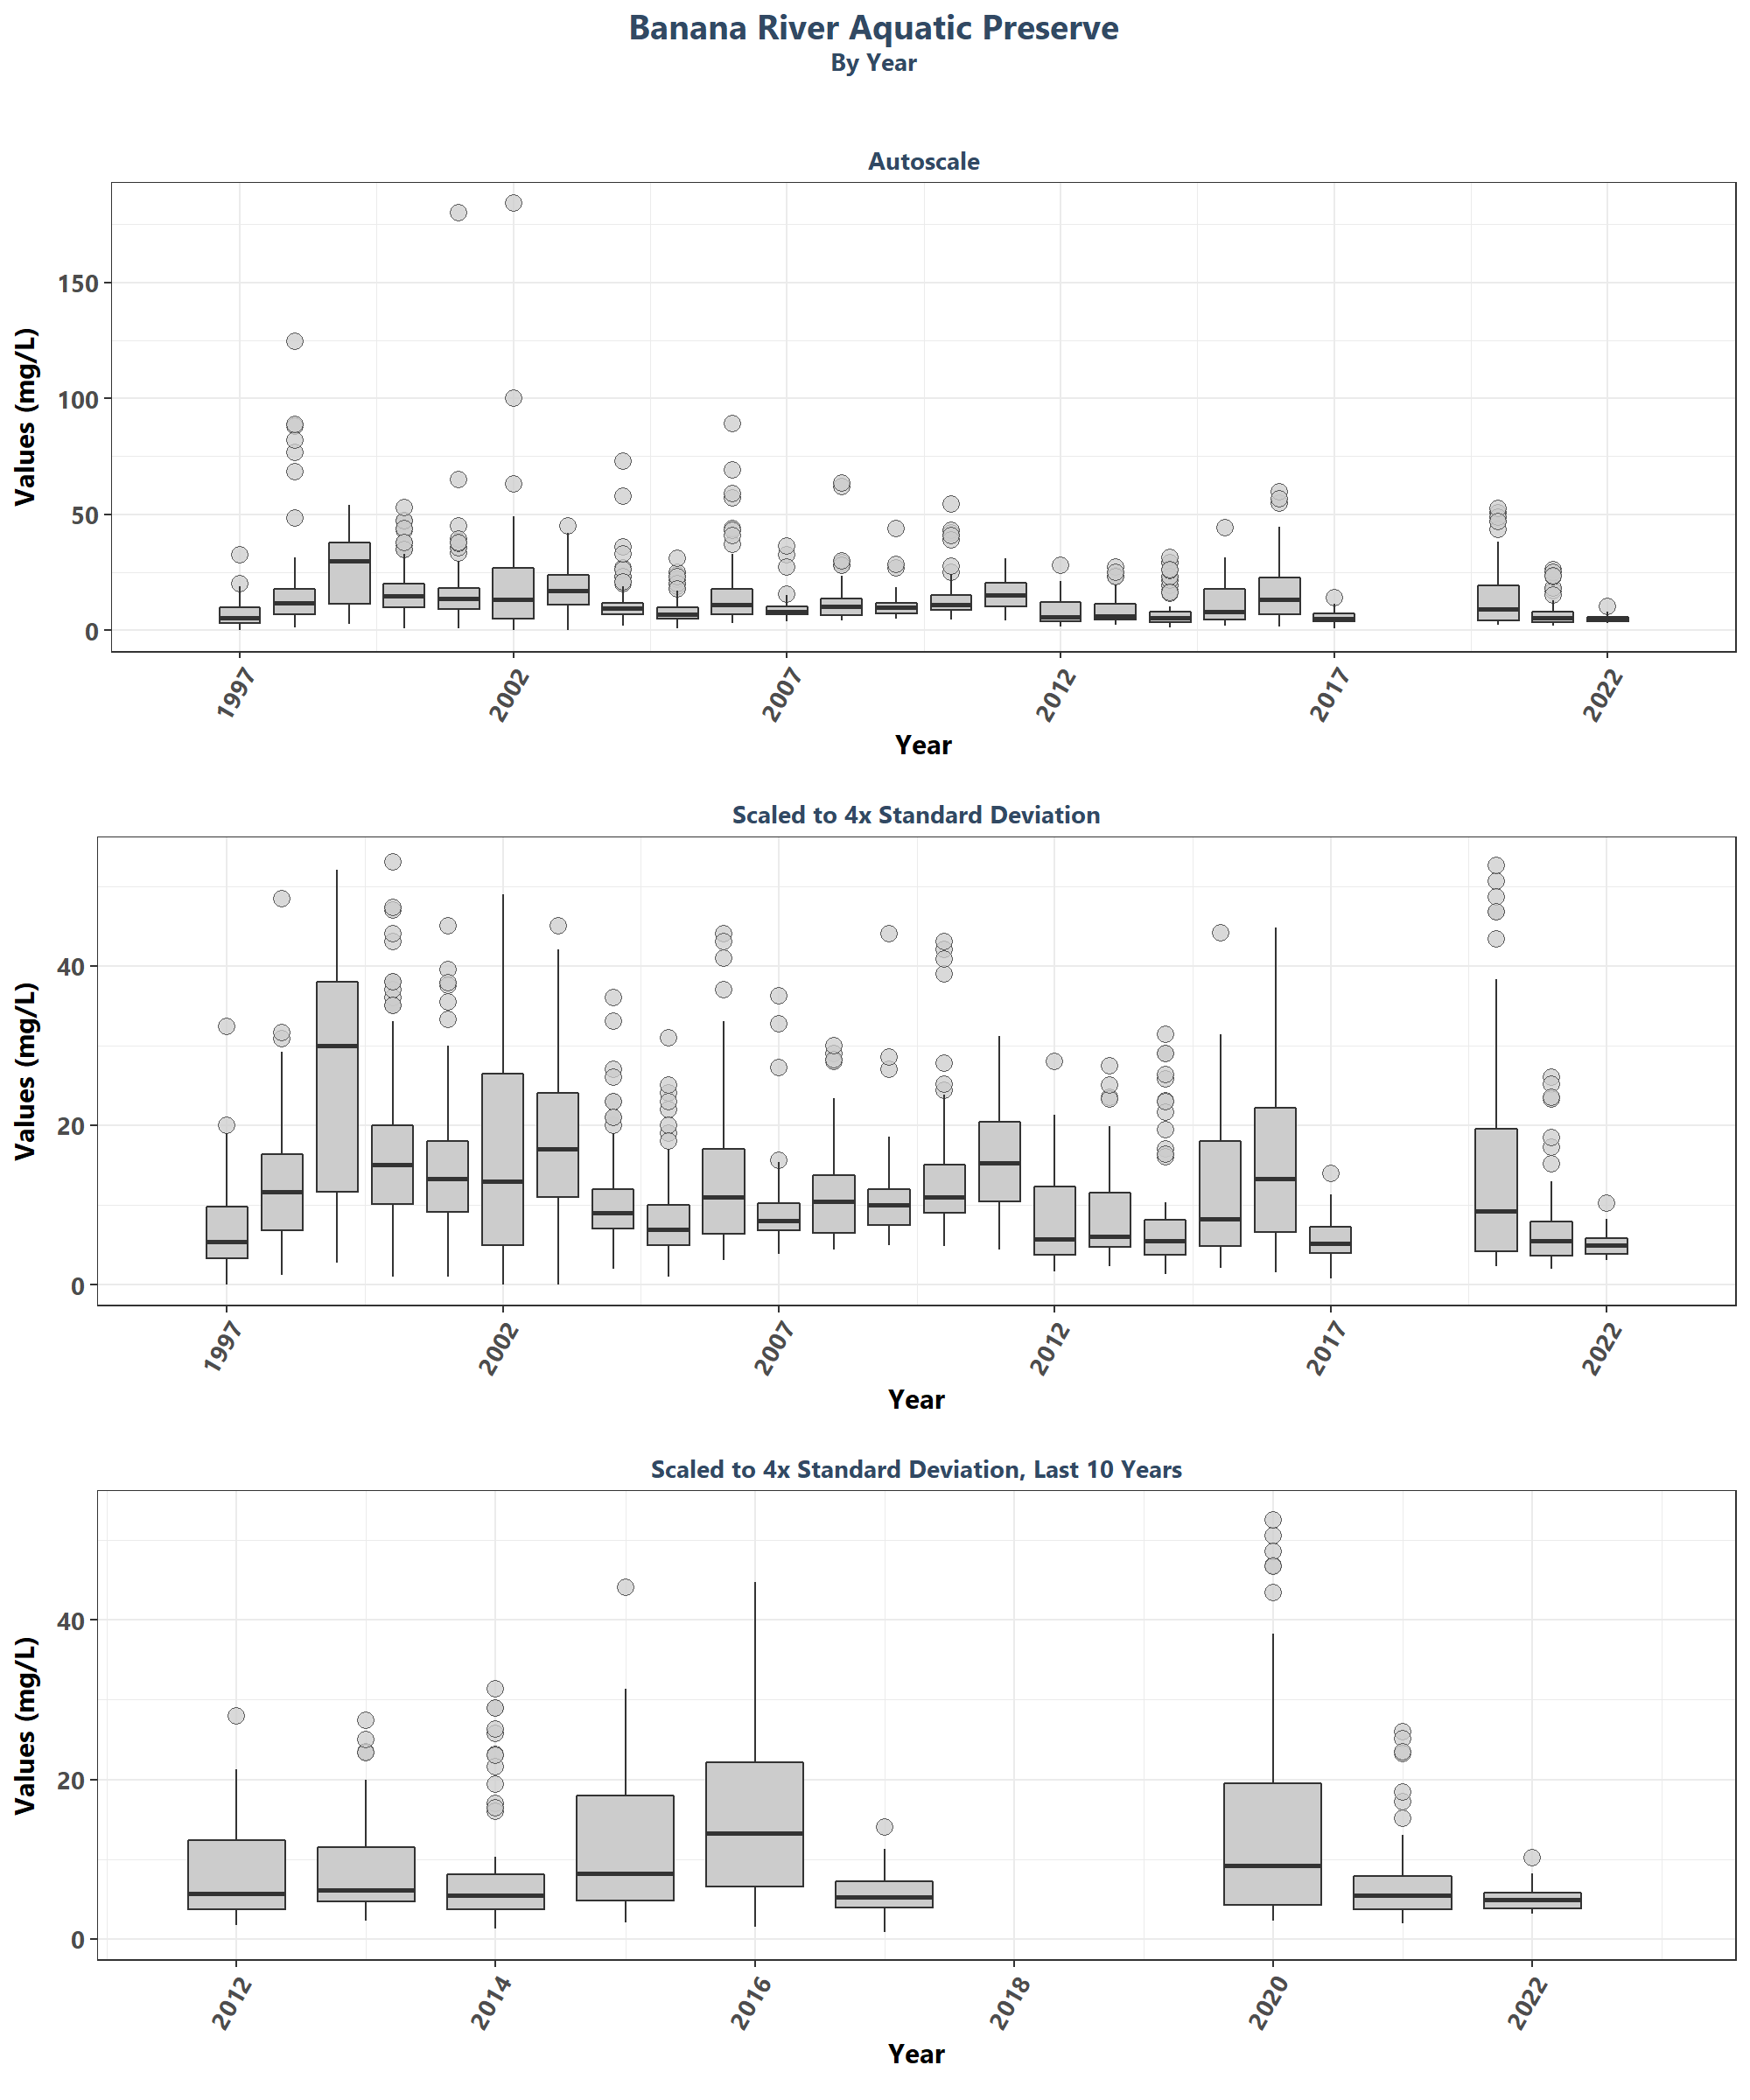 Banana River Aquatic Preserve
By Year
Autoscale
Values (mg/L)
150
100
50
0
1997
2002
2007
2012
2017
2022
Year
Scaled to 4x Standard Deviation
Values (mg/L)
40
20
0
1997
2002
2007
2012
2017
2022
Year
Scaled to 4x Standard Deviation, Last 10 Years
Values (mg/L)
40
20
0
2012
2014
2016
2018
2020
2022
Year